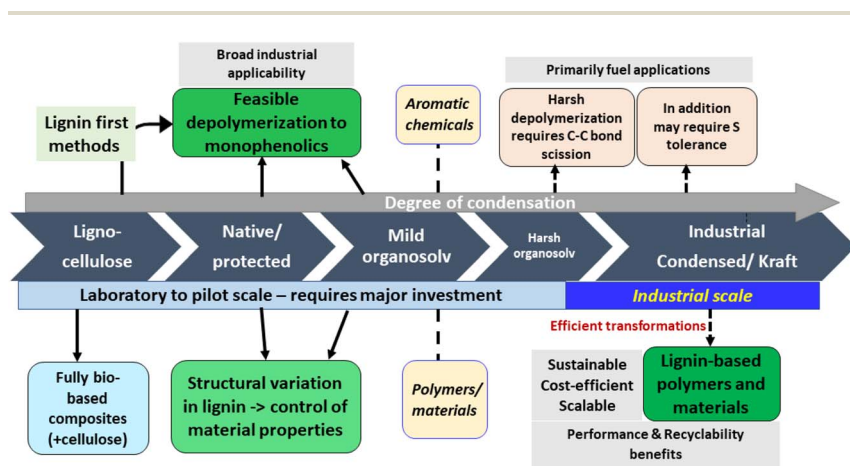 Broad industrial
applicability
Primarily fuel applications
Lignin first
methods
Feasible
depolymerization to
monophenolics
Aromatic
chemicals
Harsh
depolymerization
requires C-C bond
scission
In addition
may require S
tolerance
Degree of condensation
Ligno-
cellulose
Native/
protected
Mild
organosolv
Harsh
organosolv
Industrial
Condensed/ Kraft
Laboratory to pilot scale – requires major investment
Industrial scale
Efficient transformations
Fully bio-
based
composites
(+cellulose)
Structural variation
in lignin -> control of
material properties
Polymers/
materials
Sustainable
Cost-efficient
Scalable
Lignin-based
polymers and
materials
Performance & Recyclability
benefits